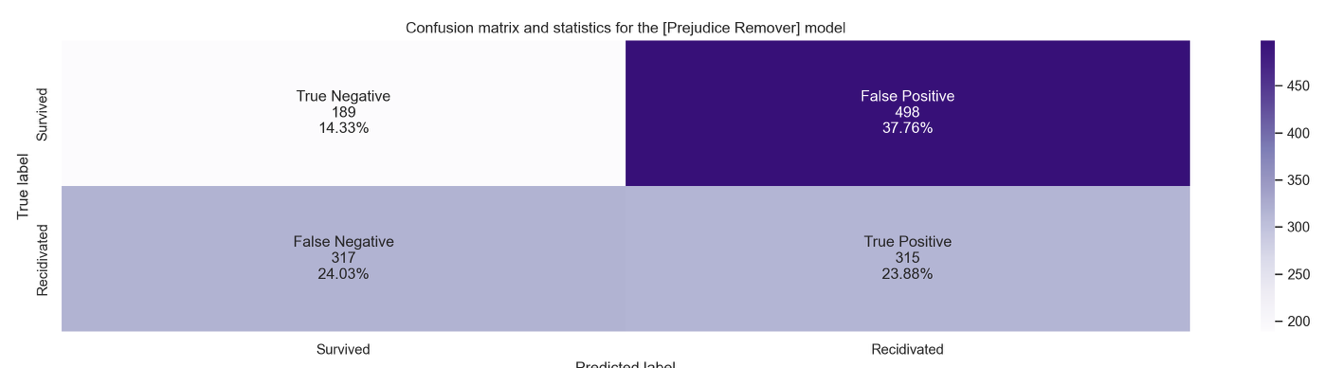 Confusion matrix and statistics for the [Prejudice Remover] model
True label
Survived
Recidivated
True Negative
189
14.33%
False Positive
498
37.76%
False Negative
317
24.03%
True Positive
315
23.88%
Survived
Recidivated
Predicted label
450
400
350
300
250
200